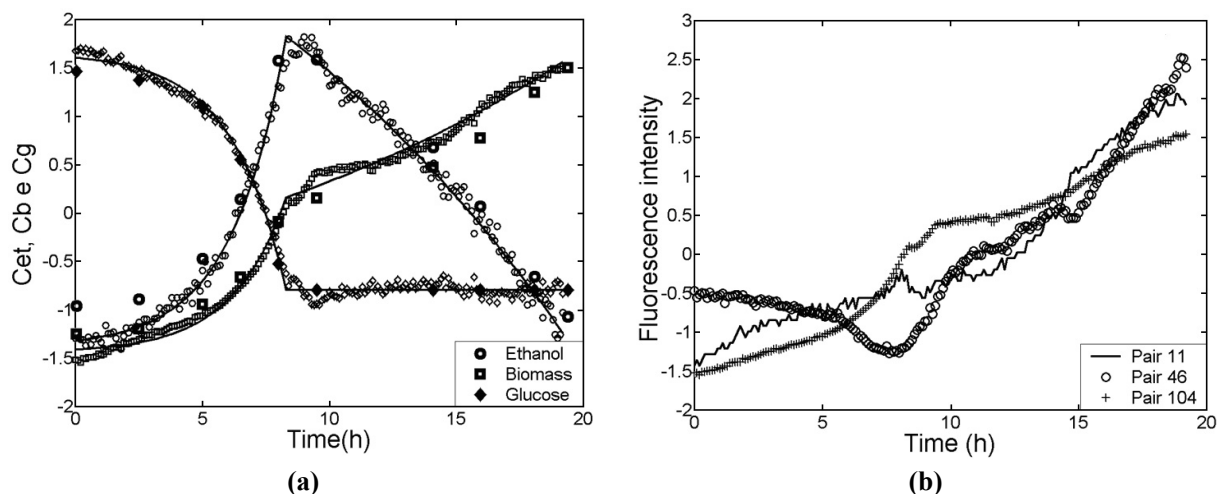 2
1.5
1
0.5
0
-0.5
-1
-1.5
-2
Cet, Cb e Cg
0
5
10
15
20
Time(h)
Ethanol
Biomass
Glucose
(a)
3
2.5
2
1.5
1
0.5
0
-0.5
-1
-1.5
-2
Fluorescence intensity
0
5
10
15
20
Time (h)
Pair 11
Pair 46
Pair 104
(b)